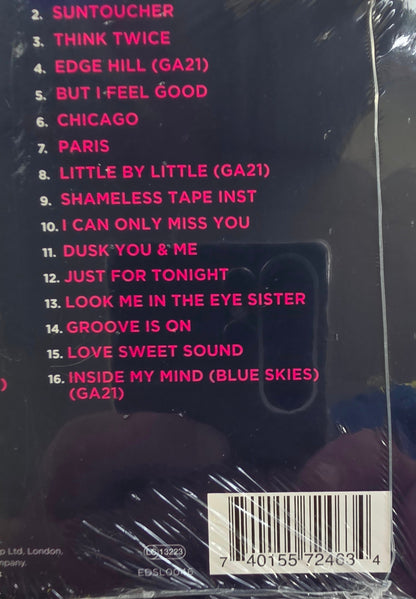 2. SUNTOUCHER
3. THINK TWICE
4. EDGE HILL (GA21)
5. BUT I FEEL GOOD
6. CHICAGO
7. PARIS
8. LITTLE BY LITTLE (GA21)
9. SHAMELESS TAPE INST
10. I CAN ONLY MISS YOU
11. DUSK YOU & ME
12. JUST FOR TONIGHT
13. LOOK ME IN THE EYE SISTER
14. GROOVE IS ON
15. LOVE SWEET SOUND
16. INSIDE MY MIND (BLUE SKIES)
(GA21)
)
p Ltd, London,
mpany.
LC 13223
7 40155 72463 4